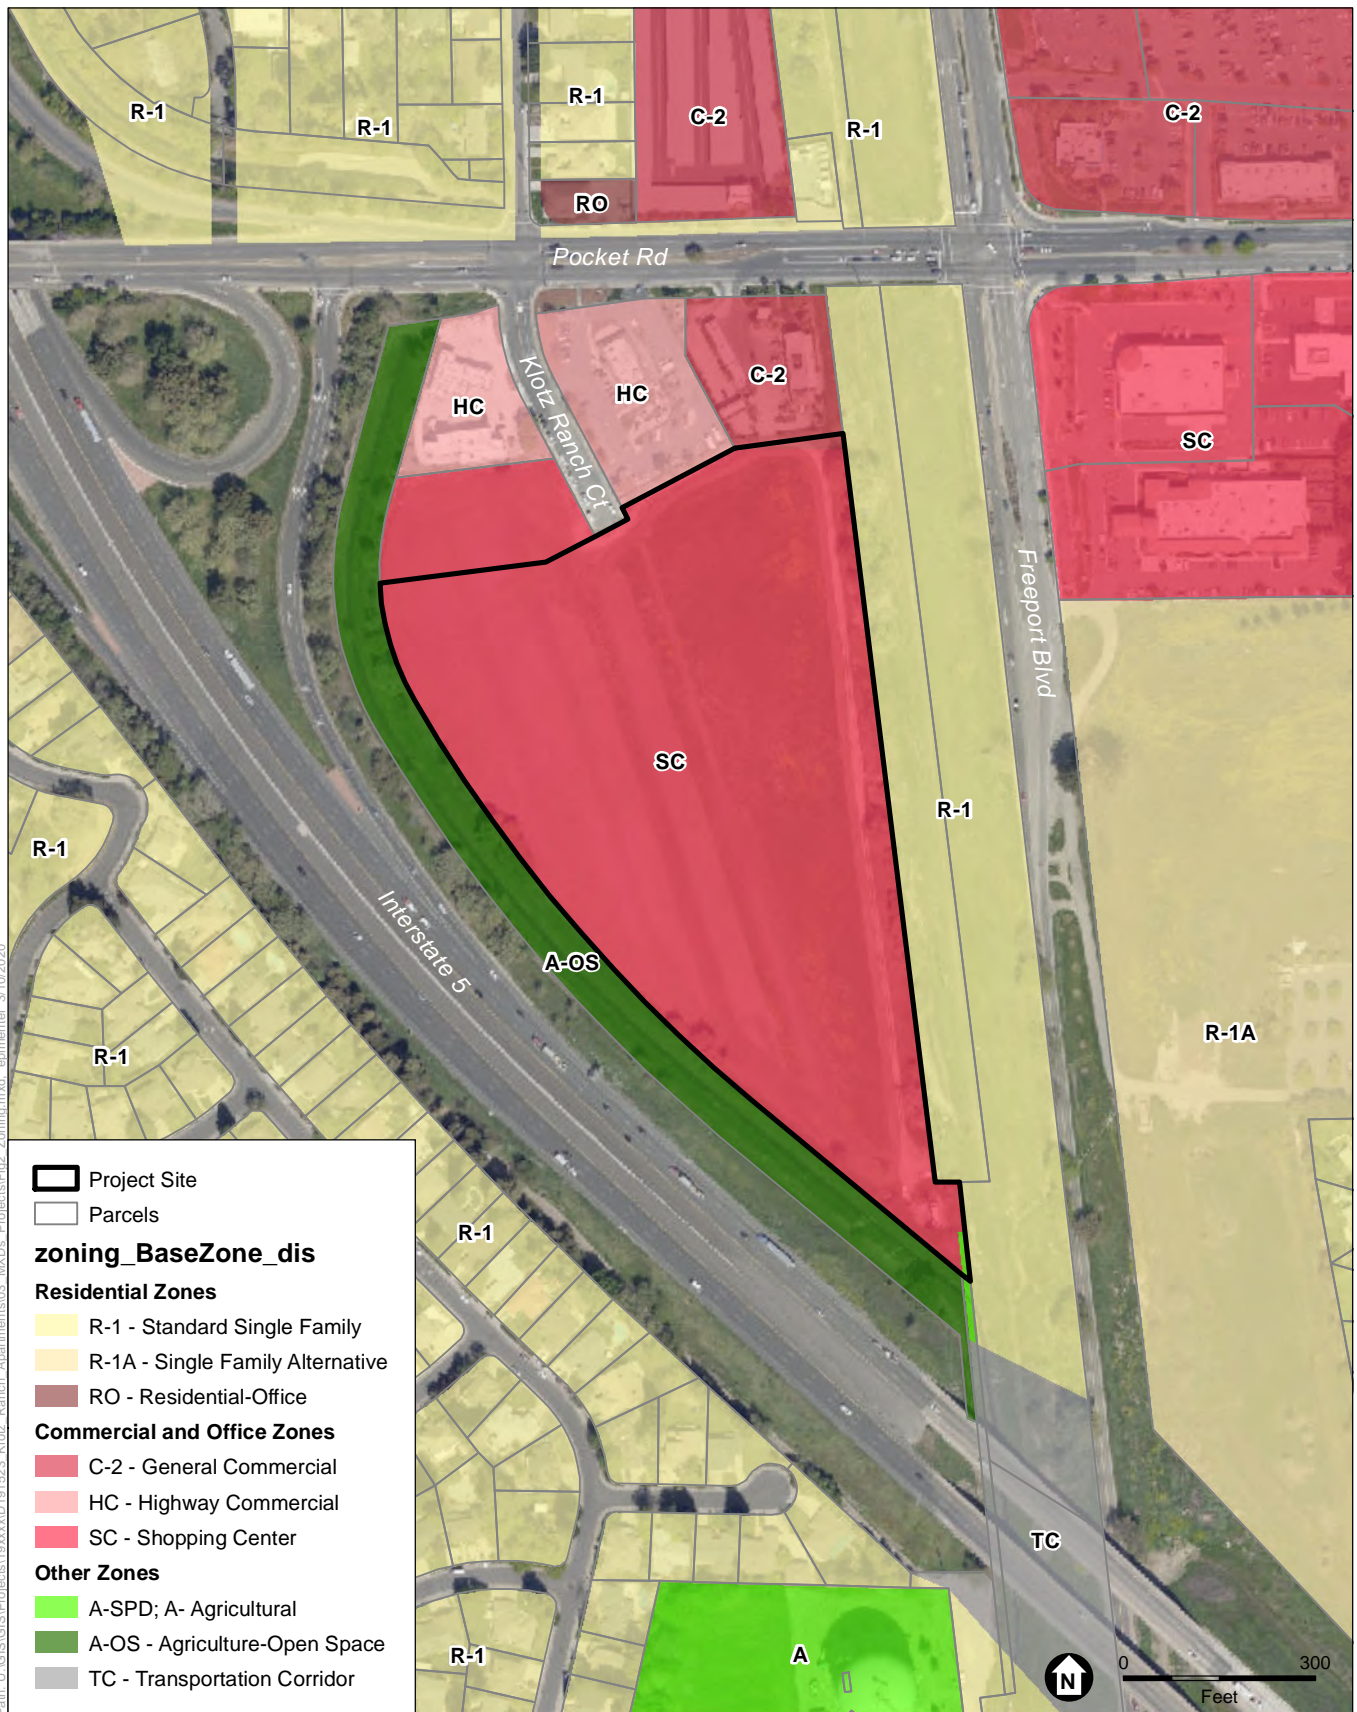 R-1
R-1
R-1
C-2
R-1
C-2
RO
Pocket Rd
HC
Klotz Ranch Ct
HC
C-2
SC
Freeport Blvd
SC
R-1
R-1
Interstate 5
A-OS
R-1
R-1A
R-1
TC
R-1
A
Project Site
Parcels
zoning_BaseZone_dis
Residential Zones
R-1 - Standard Single Family
R-1A - Single Family Alternative
RO - Residential-Office
Commercial and Office Zones
C-2 - General Commercial
HC - Highway Commercial
SC - Shopping Center
Other Zones
A-SPD; A- Agricultural
A-OS - Agriculture-Open Space
TC - Transportation Corridor
N
0 300
Feet